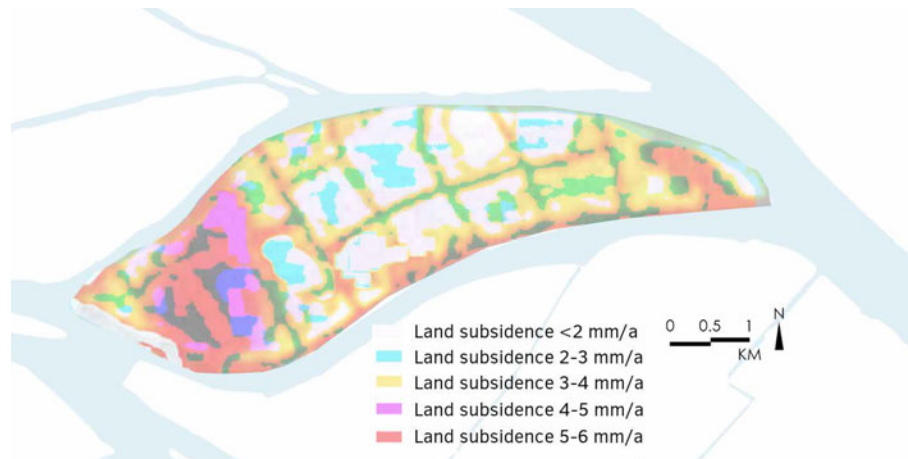 Land subsidence <2 mm/a
Land subsidence 2-3 mm/a
Land subsidence 3-4 mm/a
Land subsidence 4-5 mm/a
Land subsidence 5-6 mm/a
0 0.5 1
KM
N